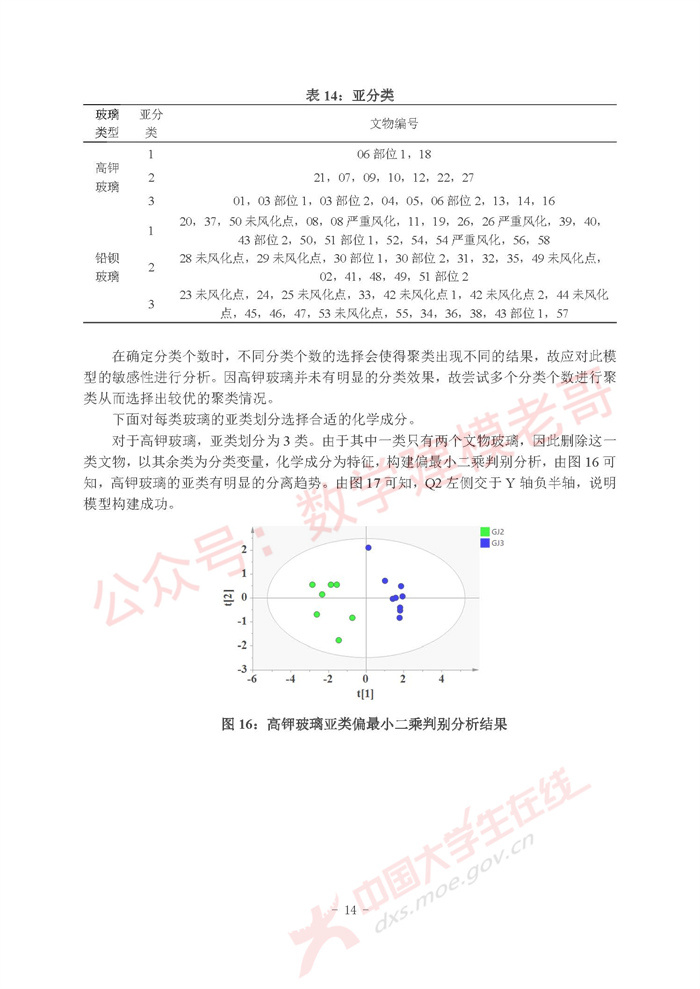 表 14：亚分类
玻璃类型 亚分类 文物编号
高钾玻璃
1 06 部位 1，18
2 21，07，09，10，12，22，27
3 01，03 部位 1，03 部位 2，04，05，06 部位 2，13，14，16
铅钡玻璃
1 20，37，50 未风化点，08，08 严重风化，11，19，26，26 严重风化，39，40，
43 部位 2，50，51 部位 1，52，54，54 严重风化，56，58
2 28 未风化点，29 未风化点，30 部位 1，30 部位 2，31，32，35，49 未风化点，
02，41，48，49，51 部位 2
3 23 未风化点，24，25 未风化点，33，42 未风化点 1，42 未风化点 2，44 未风化
点，45，46，47，53 未风化点，55，34，36，38，43 部位 1，57
在确定分类个数时，不同分类个数的选择会使得聚类出现不同的结果，故应对此模
型的敏感性进行分析。因高钾玻璃并未有明显的分类效果，故尝试多个分类个数进行聚
类从而选择出较优的聚类情况。
下面对每类玻璃的亚类划分选择合适的化学成分。
对于高钾玻璃，亚类划分为 3 类。由于其中一类只有两个文物玻璃，因此删除这一
类文物，以其余类为分类变量，化学成分为特征，构建偏最小二乘判别分析，由图 16 可
知，高钾玻璃的亚类有明显的分离趋势。由图 17 可知，Q2 左侧交于 Y 轴负半轴，说明
模型构建成功。
GJ2
GJ3
2
1
0
-1
-2
-3
t[2]
-6 -4 -2 0 2 4
t[1]
图 16：高钾玻璃亚类偏最小二乘判别分析结果
公众号：数学建模老哥
中国大学生在线
dxs.moe.gov.cn
- 14 -